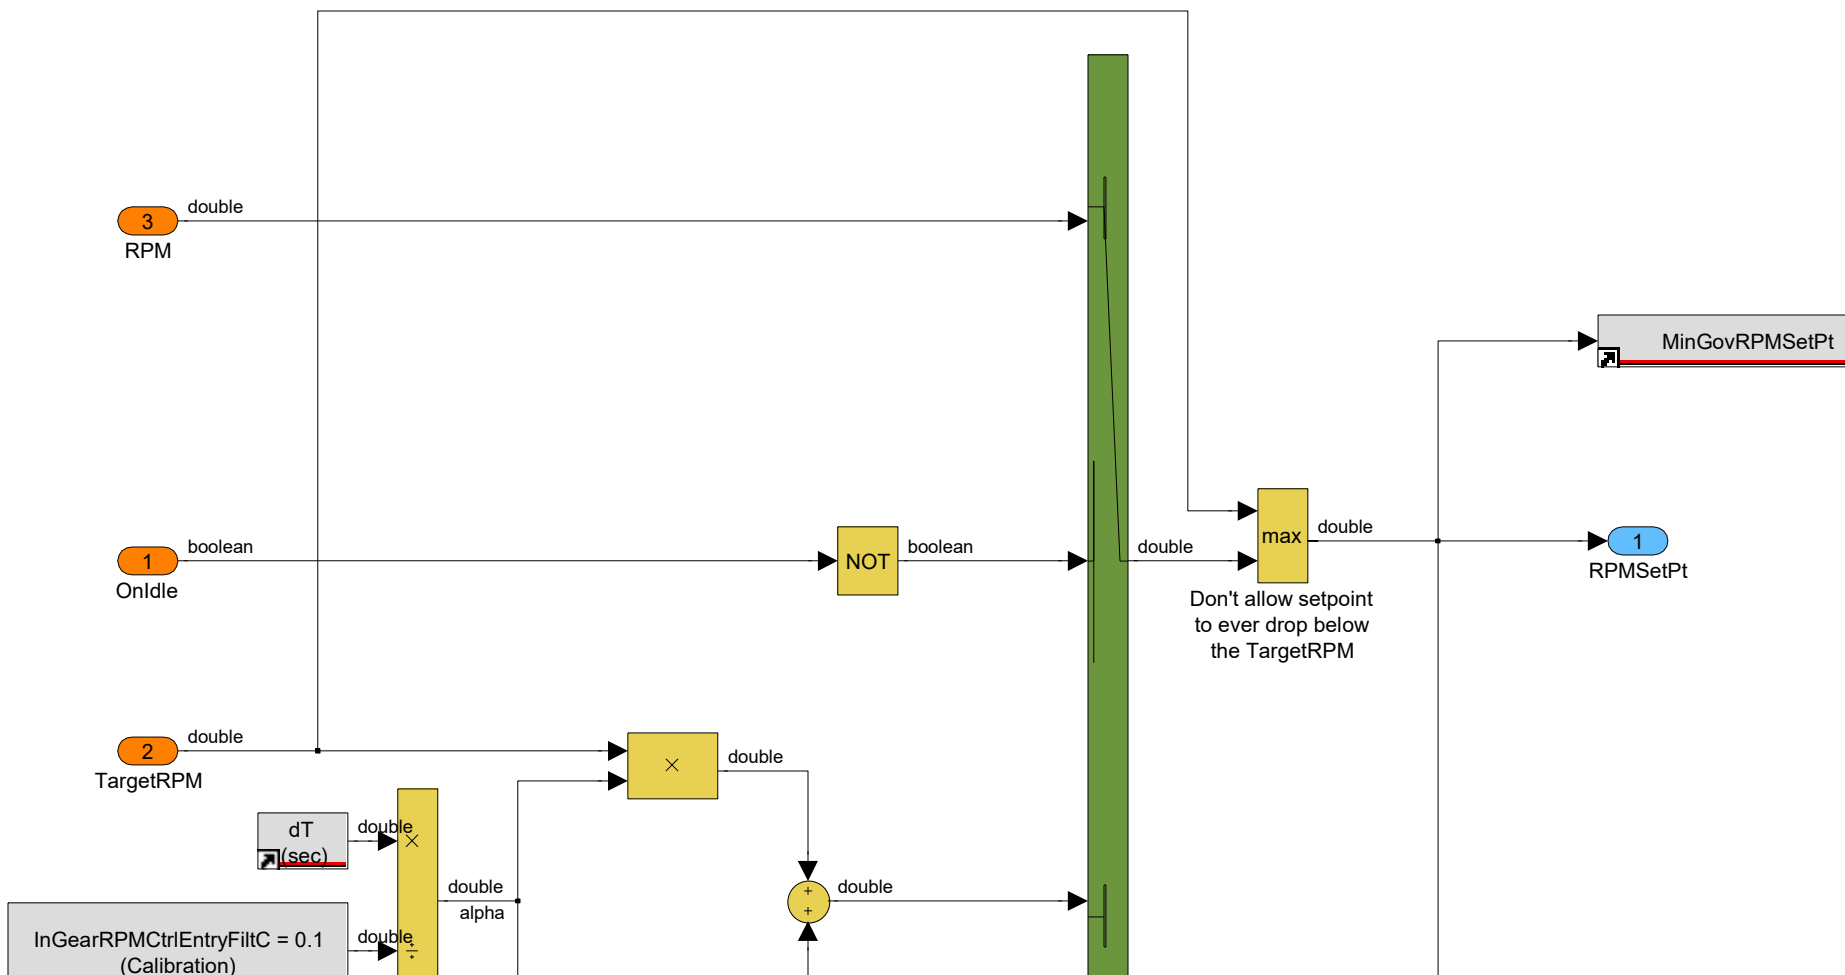 double
3
RPM
MinGovRPMSetPt
boolean
1
OnIdle
NOT
boolean
double
max
double
1
RPMSetPt
Don't allow setpoint
to ever drop below
the TargetRPM
double
2
TargetRPM
×
double
dT
(sec)
double
×
double
alpha
+
+
double
InGearRPMCtrlEntryFiltC = 0.1
(Calibration)
double
÷